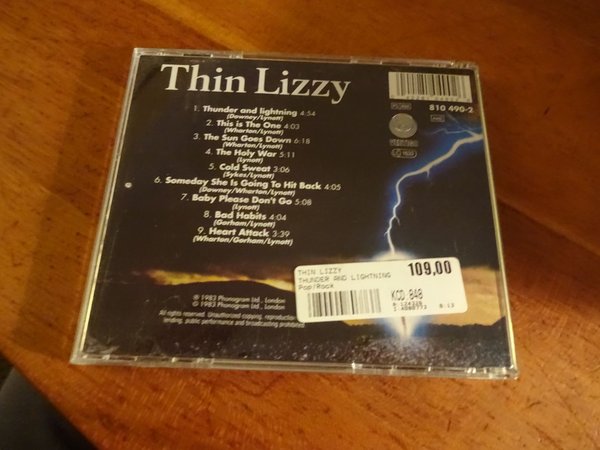 Thin Lizzy
1. Thunder and lightning 4:54
(Downey/Lynott)
2. This is The One 4:03
(Wharton/Lynott)
3. The Sun Goes Down 6:18
(Wharton/Lynott)
4. The Holy War 5:11
(Lynott)
5. Cold Sweat 3:06
(Sykes/Lynott)
6. Someday She Is Going To Hit Back 4:05
(Downey/Wharton/Lynott)
7. Baby Please Don't Go 5:08
(Lynott)
8. Bad Habits 4:04
(Gorham/Lynott)
9. Heart Attack 3:39
(Wharton/Gorham/Lynott)
810 490-2
℗ 1983 Phonogram Ltd., London
© 1983 Phonogram Ltd., London
All rights reserved. Unauthorized copying, reproduction,
lending, public performance and broadcasting prohibited
THIN LIZZY
109,00
THUNDER AND LIGHTNING
Pop/Rock
KCD 840